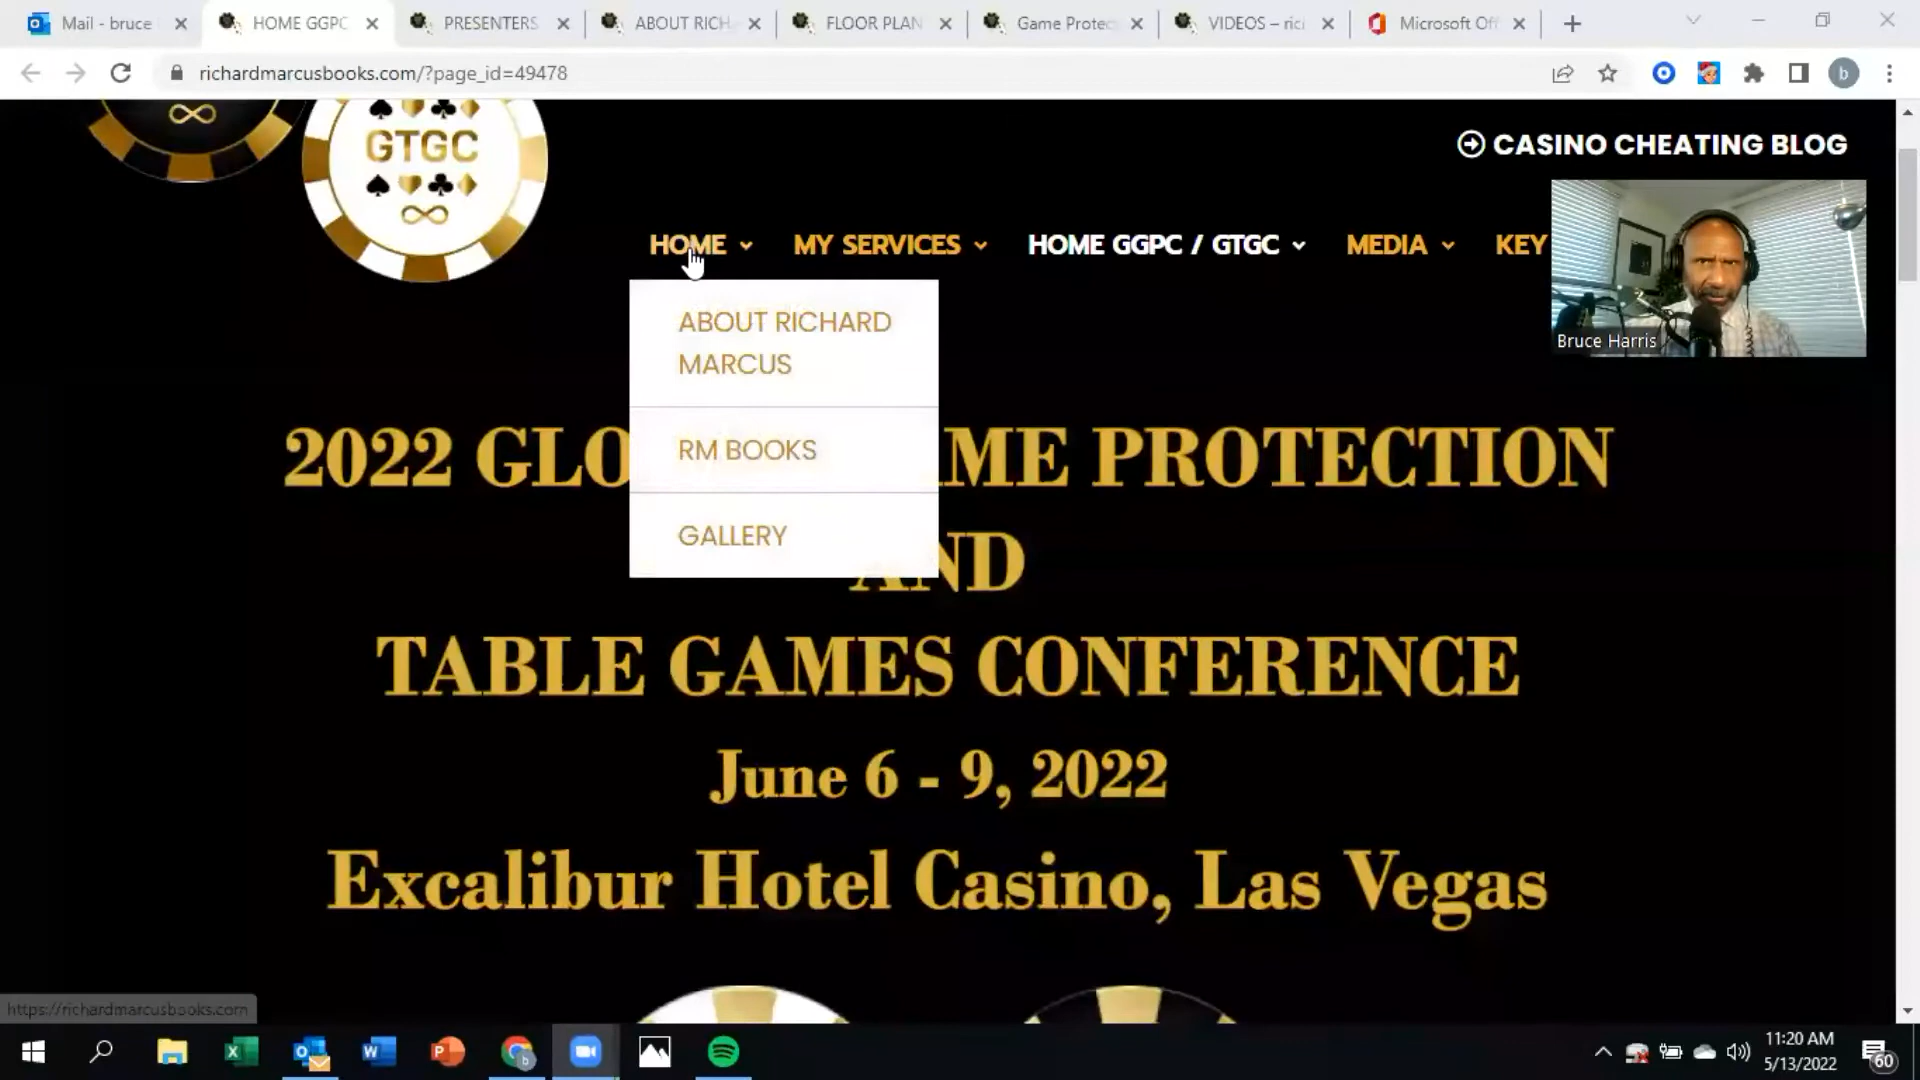 Mail - bruce
HOME GGPC
PRESENTERS
ABOUT RICH
FLOOR PLAN
Game Protec
VIDEOS – rich
Microsoft Off
richardmarcusbooks.com/?page_id=49478
b
GTGC
CASINO CHEATING BLOG
HOME
MY SERVICES
HOME GGPC / GTGC
MEDIA
KEY
Bruce Harris
ABOUT RICHARD
MARCUS
RM BOOKS
GALLERY
2022 GLO ME PROTECTION
AND
TABLE GAMES CONFERENCE
June 6 - 9, 2022
Excalibur Hotel Casino, Las Vegas
https://richardmarcusbooks.com
11:20 AM
5/13/2022
60